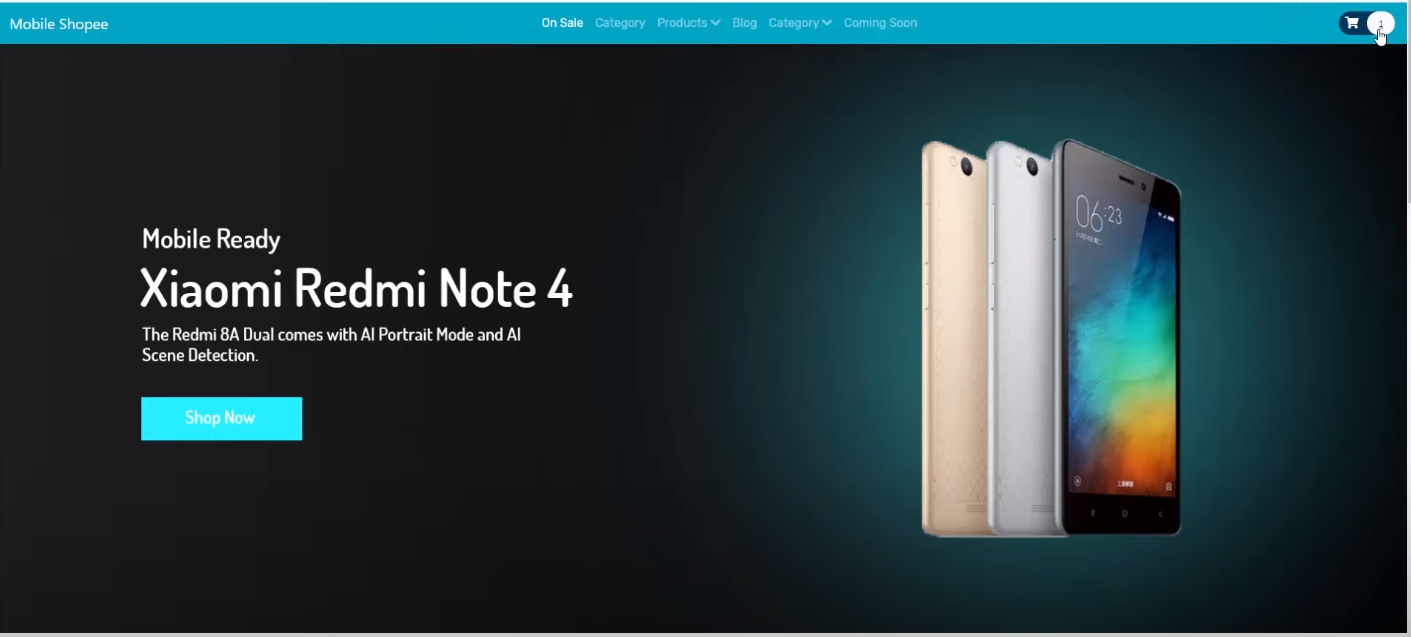 Mobile Shopee
On Sale Category Products Blog Category Coming Soon
1
Mobile Ready
Xiaomi Redmi Note 4
The Redmi 8A Dual comes with AI Portrait Mode and AI
Scene Detection.
Shop Now
06:23